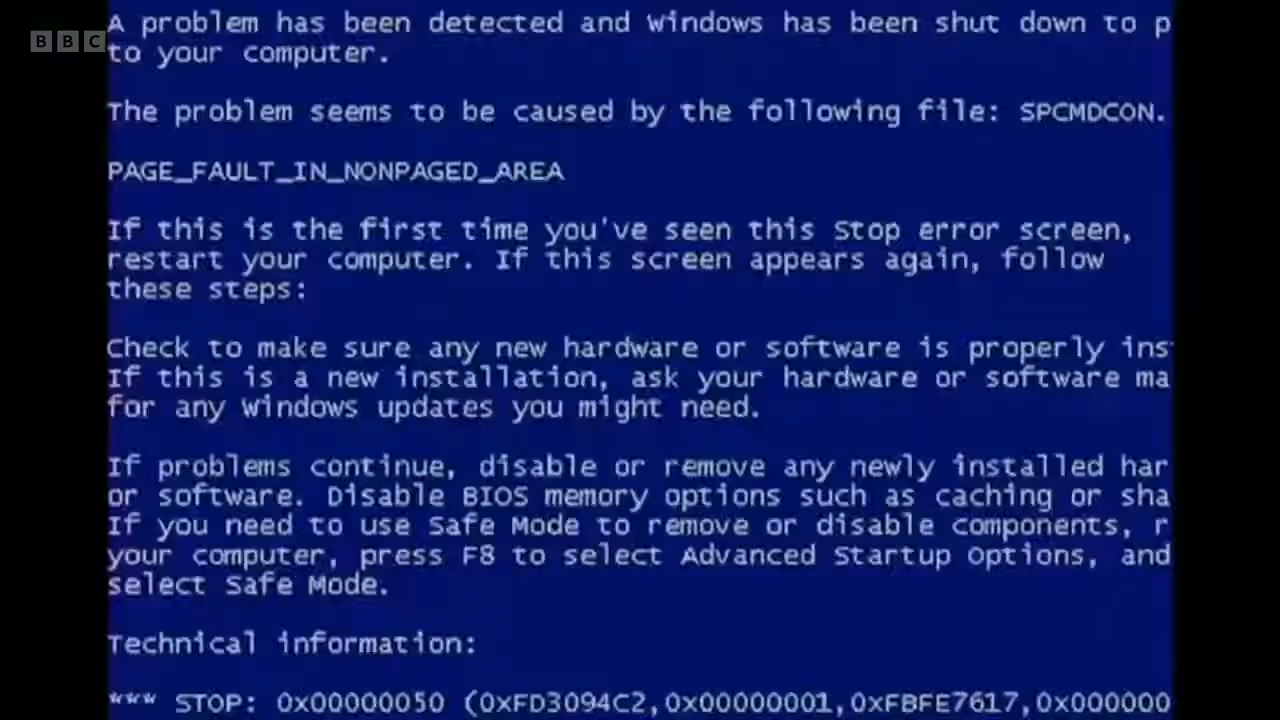 BBC
A problem has been detected and Windows has been shut down to p
to your computer.
The problem seems to be caused by the following file: SPCMDCON.
PAGE_FAULT_IN_NONPAGED_AREA
If this is the first time you've seen this Stop error screen,
restart your computer. If this screen appears again, follow
these steps:
Check to make sure any new hardware or software is properly ins
If this is a new installation, ask your hardware or software ma
for any Windows updates you might need.
If problems continue, disable or remove any newly installed har
or software. Disable BIOS memory options such as caching or sha
If you need to use Safe Mode to remove or disable components, r
your computer, press F8 to select Advanced Startup Options, and
select Safe Mode.
Technical information:
*** STOP: 0x00000050 (0xFD3094C2,0x00000001,0xFBFE7617,0x000000